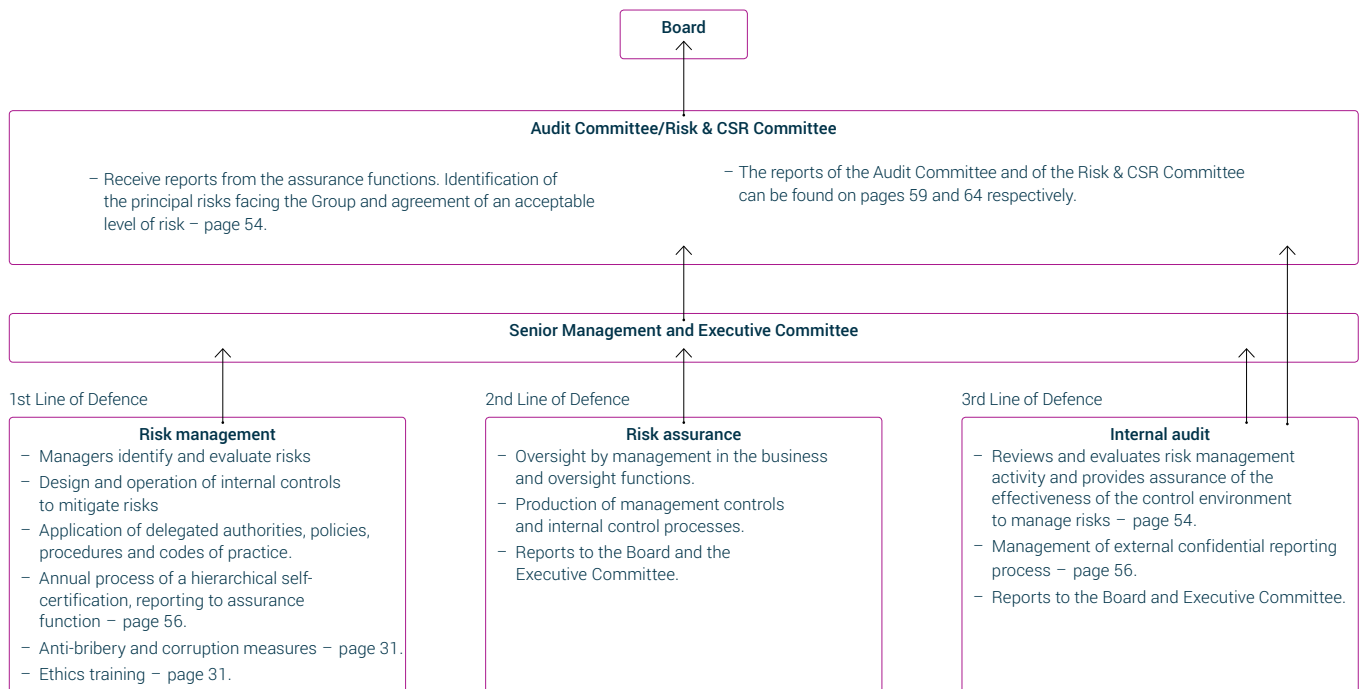 Board
Audit Committee/Risk & CSR Committee
– Receive reports from the assurance functions. Identification of
the principal risks facing the Group and agreement of an acceptable
level of risk – page 54.
– The reports of the Audit Committee and of the Risk & CSR Committee
can be found on pages 59 and 64 respectively.
Senior Management and Executive Committee
1st Line of Defence
Risk management
– Managers identify and evaluate risks
– Design and operation of internal controls
to mitigate risks
– Application of delegated authorities, policies,
procedures and codes of practice.
– Annual process of a hierarchical self-
certification, reporting to assurance
function – page 56.
– Anti-bribery and corruption measures – page 31.
– Ethics training – page 31.
2nd Line of Defence
Risk assurance
– Oversight by management in the business
and oversight functions.
– Production of management controls
and internal control processes.
– Reports to the Board and the
Executive Committee.
3rd Line of Defence
Internal audit
– Reviews and evaluates risk management
activity and provides assurance of the
effectiveness of the control environment
to manage risks – page 54.
– Management of external confidential reporting
process – page 56.
– Reports to the Board and Executive Committee.